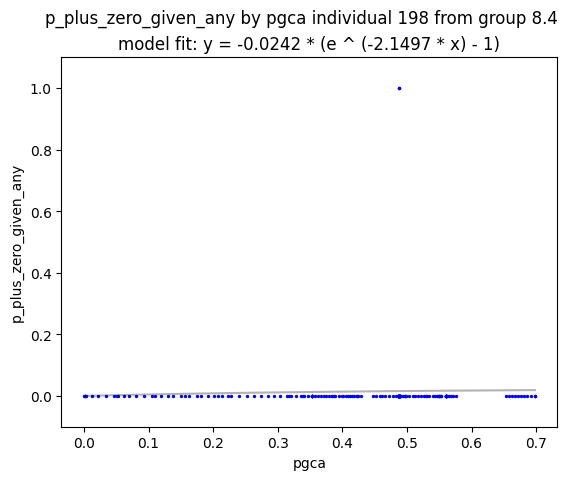 p_plus_zero_given_any by pgca individual 198 from group 8.4
model fit: y = -0.0242 * (e ^ (-2.1497 * x) - 1)
1.0
0.8
0.6
0.4
0.2
0.0
p_plus_zero_given_any
0.0 0.1 0.2 0.3 0.4 0.5 0.6 0.7
pgca